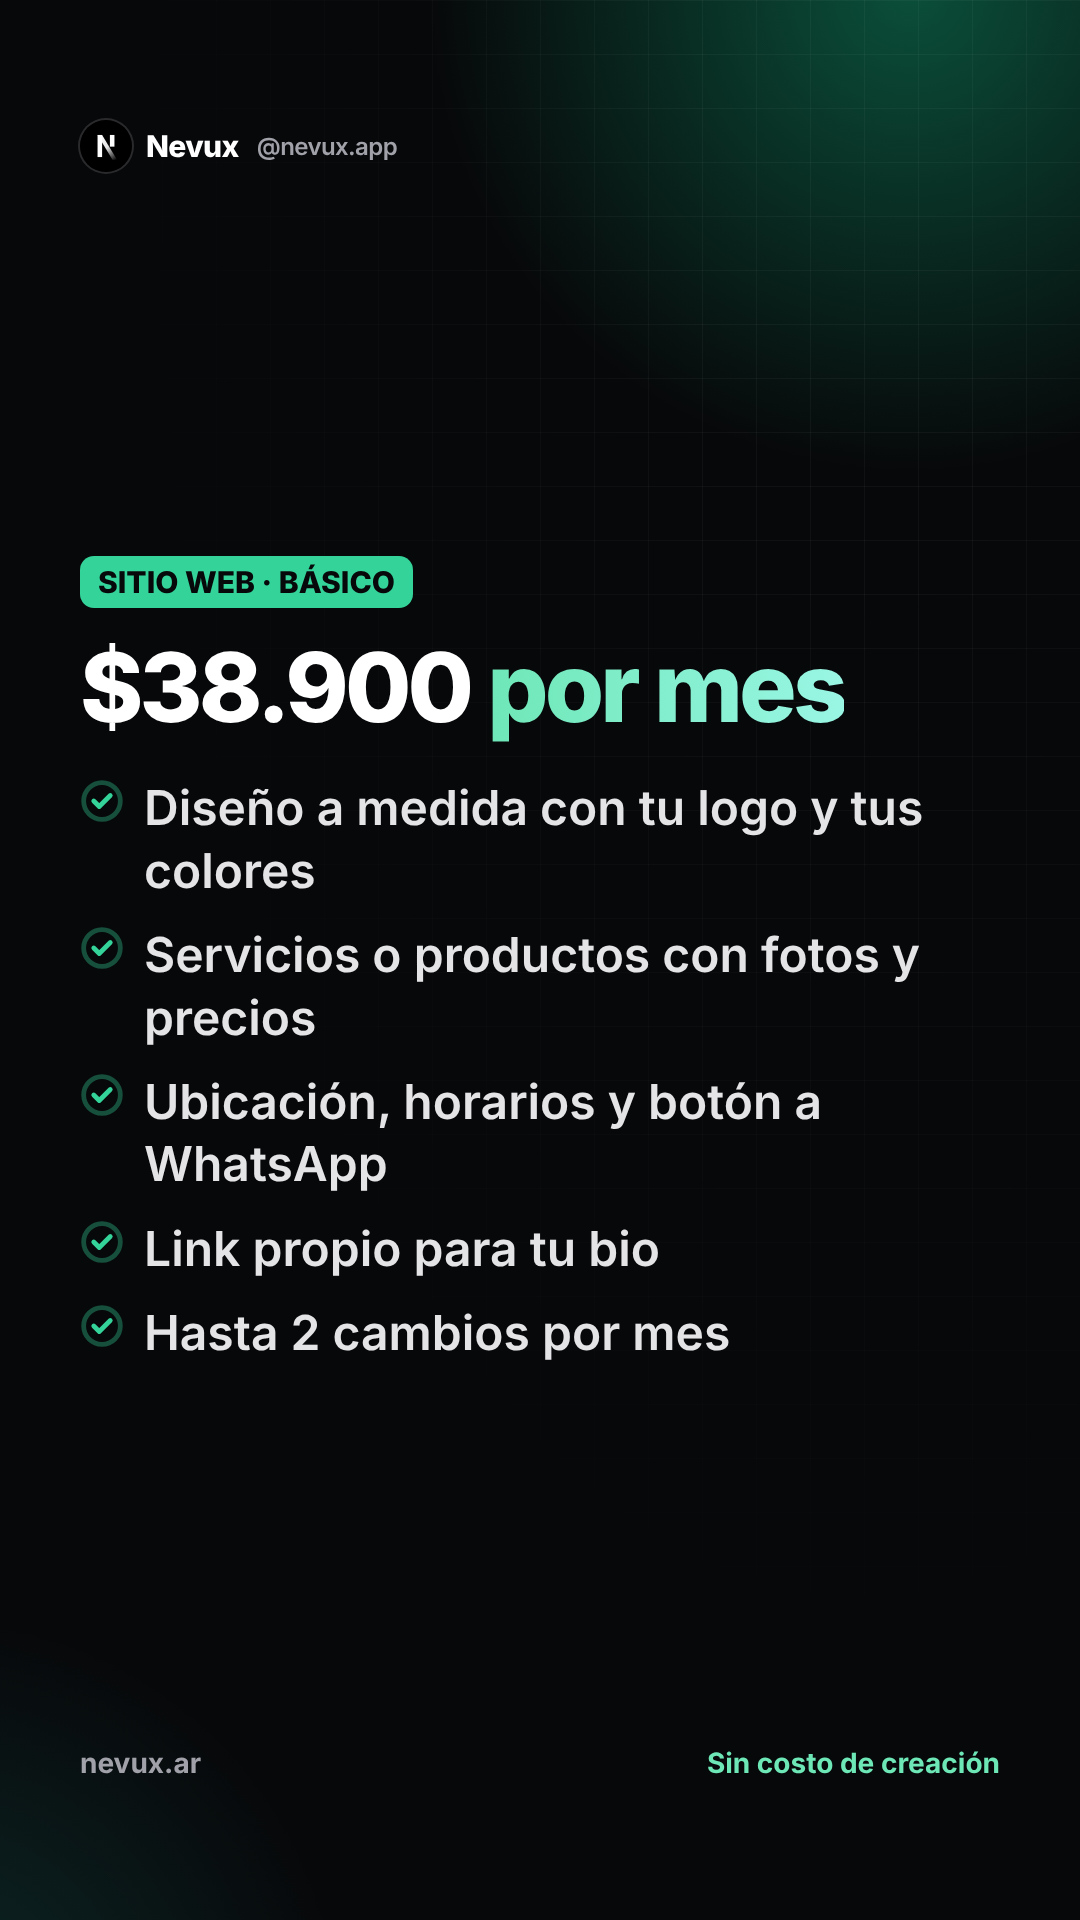 N Nevux @nevux.app
SITIO WEB · BÁSICO
$38.900 por mes
Diseño a medida con tu logo y tus
colores
Servicios o productos con fotos y
precios
Ubicación, horarios y botón a
WhatsApp
Link propio para tu bio
Hasta 2 cambios por mes
nevux.ar
Sin costo de creación